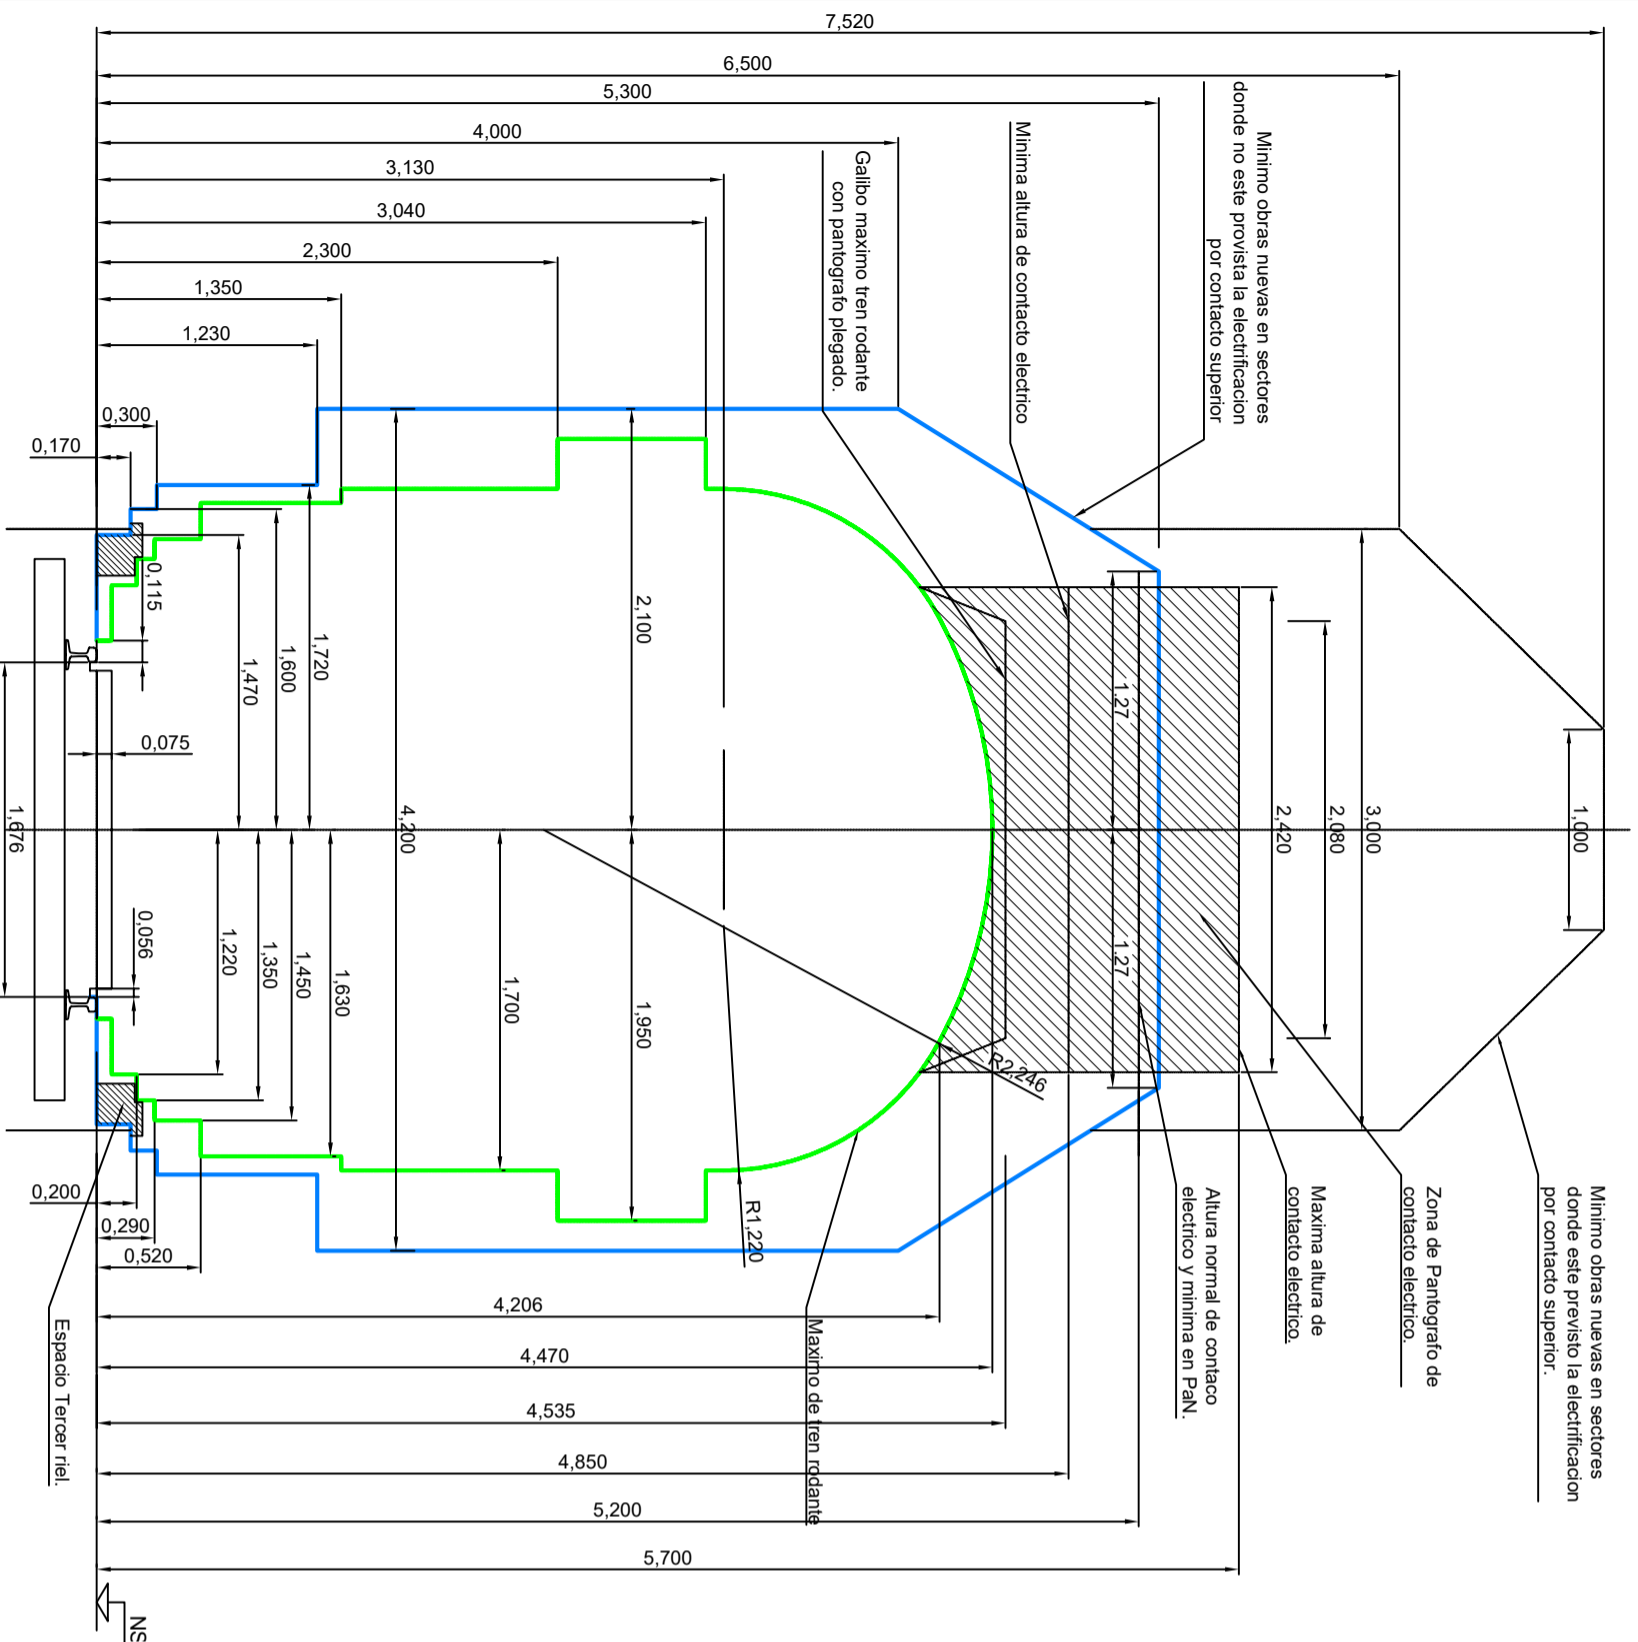 7,520
6,500
5,300
4,000
3,130
3,040
2,300
1,350
1,230
0,300
0,170
Minimo obras nuevas en sectores
donde no este provista la electrificacion
por contacto superior
Minima altura de contacto electrico
Galibo maximo tren rodante
con pantografo plegado.
0,115
1,470
1,600
1,720
2,100
4,200
0,075
1,676
0,056
1,220
1,350
1,450
1,630
1,700
1,950
1.27
1.27
2,420
2,080
3,000
1,000
R2,246
R1,220
0,200
0,290
0,520
4,206
4,470
4,535
4,850
5,200
5,700
Minimo obras nuevas en sectores
donde este previsto la electrificacion
por contacto superior.
Zona de Pantografo de
contacto electrico.
Maxima altura de
contacto electrico.
Altura normal de contaco
electrico y minima en PaN.
Maximo de tren rodante
Espacio Tercer riel.
NS